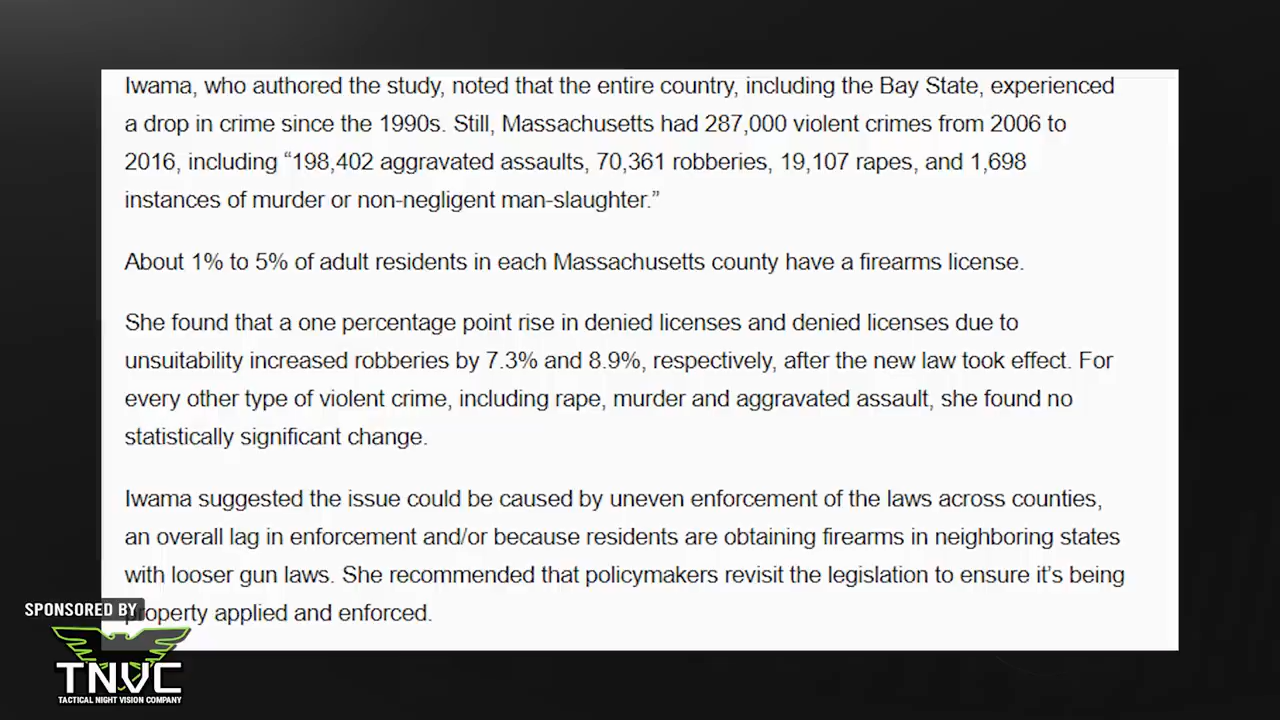 Iwama, who authored the study, noted that the entire country, including the Bay State, experienced
a drop in crime since the 1990s. Still, Massachusetts had 287,000 violent crimes from 2006 to
2016, including “198,402 aggravated assaults, 70,361 robberies, 19,107 rapes, and 1,698
instances of murder or non-negligent man-slaughter.”
About 1% to 5% of adult residents in each Massachusetts county have a firearms license.
She found that a one percentage point rise in denied licenses and denied licenses due to
unsuitability increased robberies by 7.3% and 8.9%, respectively, after the new law took effect. For
every other type of violent crime, including rape, murder and aggravated assault, she found no
statistically significant change.
Iwama suggested the issue could be caused by uneven enforcement of the laws across counties,
an overall lag in enforcement and/or because residents are obtaining firearms in neighboring states
with looser gun laws. She recommended that policymakers revisit the legislation to ensure it’s being
property applied and enforced.
SPONSORED BY
TNVC
TACTICAL NIGHT VISION COMPANY